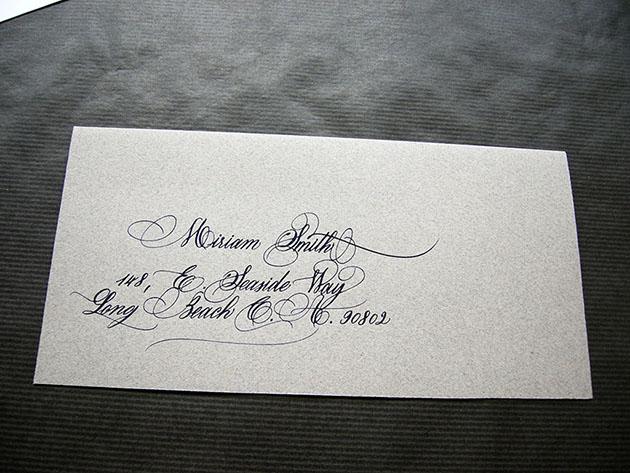 Miriam Smith
148, E. Seaside Way
Long Beach C. A. 90802